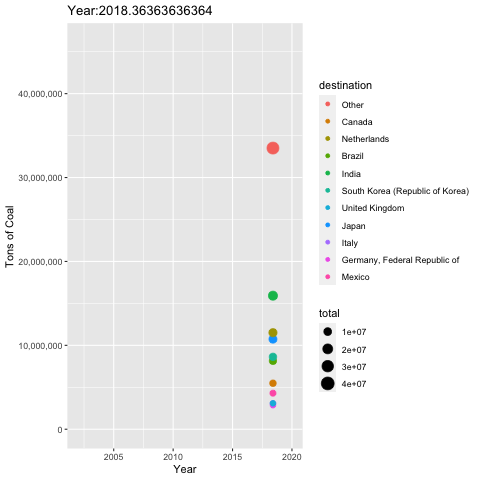 Year:2018.36363636364
40,000,000
30,000,000
20,000,000
10,000,000
0
Tons of Coal
2005 2010 2015 2020
Year
destination
Other
Canada
Netherlands
Brazil
India
South Korea (Republic of Korea)
United Kingdom
Japan
Italy
Germany, Federal Republic of
Mexico
total
1e+07
2e+07
3e+07
4e+07